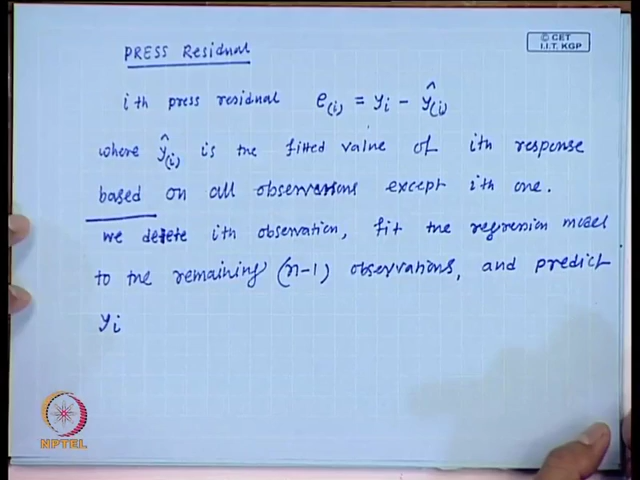 © CET
I.I.T. KGP
PRESS Residual
ith press residual e₍ᵢ₎ = yᵢ − ŷ₍ᵢ₎
where ŷ₍ᵢ₎ is the fitted value of ith response
based on all observations except ith one.
we delete ith observation, fit the regression model
to the remaining (n-1) observations, and predict
yᵢ
NPTEL